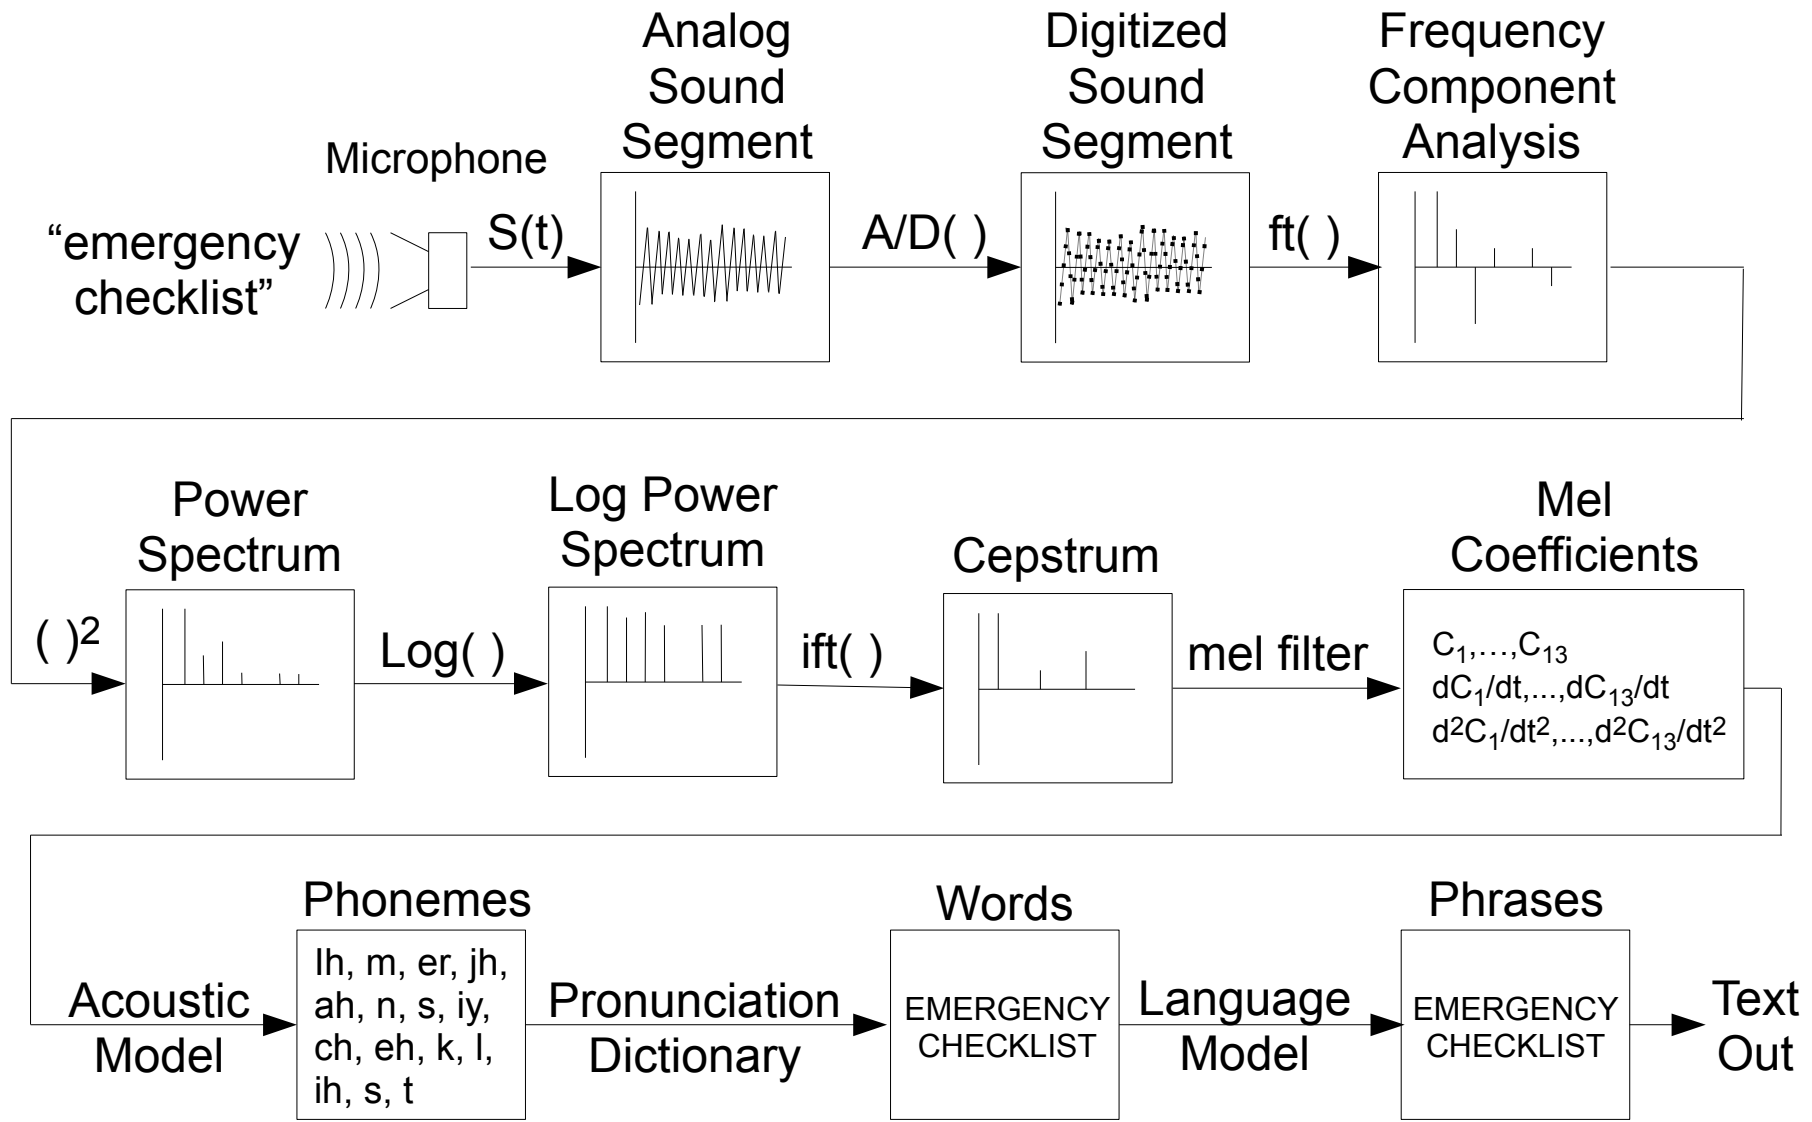 Analog
Sound
Segment
Digitized
Sound
Segment
Frequency
Component
Analysis
Microphone
“emergency
checklist”
S(t)
A/D( )
ft( )
Power
Spectrum
Log Power
Spectrum
Cepstrum
Mel
Coefficients
( )²
Log( )
ift( )
mel filter
C₁,...,C₁₃
dC₁/dt,...,dC₁₃/dt
d²C₁/dt²,...,d²C₁₃/dt²
Acoustic
Model
Phonemes
Ih, m, er, jh,
ah, n, s, iy,
ch, eh, k, l,
ih, s, t
Pronunciation
Dictionary
Words
EMERGENCY
CHECKLIST
Language
Model
Phrases
EMERGENCY
CHECKLIST
Text
Out